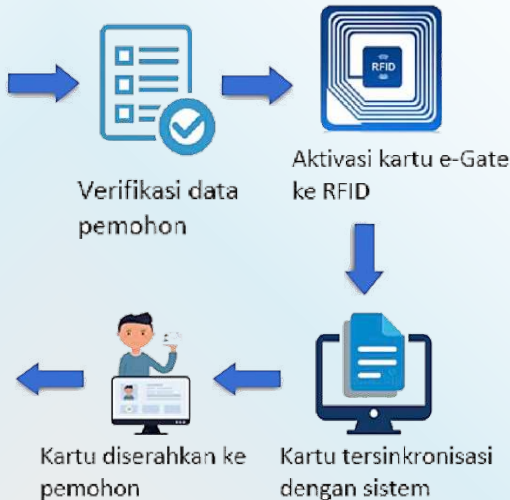 RFID
Verifikasi data
pemohon
Aktivasi kartu e-Gate
ke RFID
Kartu diserahkan ke
pemohon
Kartu tersinkronisasi
dengan sistem